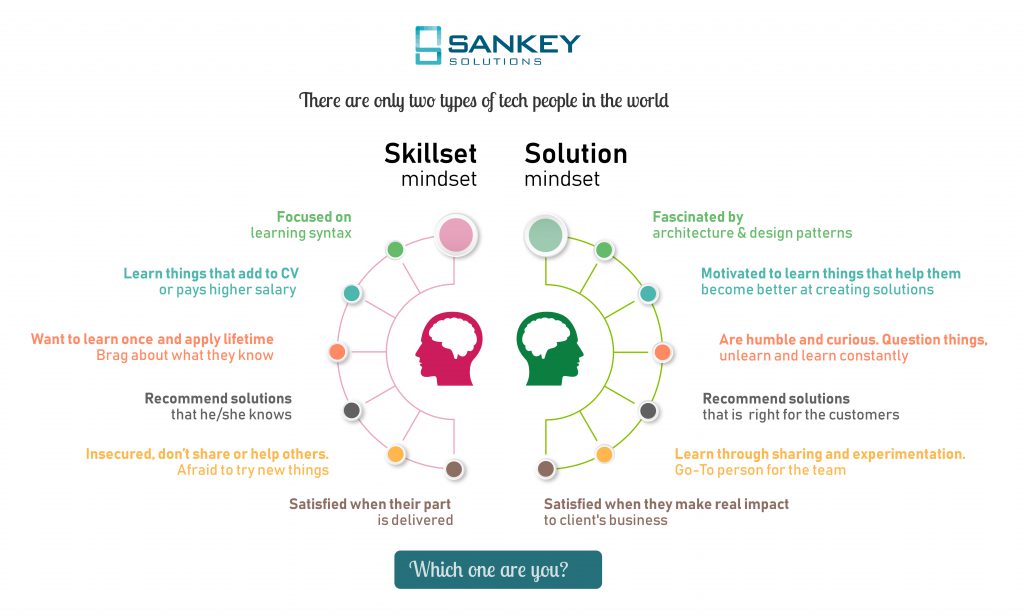 SANKEY
SOLUTIONS
There are only two types of tech people in the world
Skillset
mindset
Focused on
learning syntax
Learn things that add to CV
or pays higher salary
Want to learn once and apply lifetime
Brag about what they know
Recommend solutions
that he/she knows
Insecured, don't share or help others.
Afraid to try new things
Satisfied when their part
is delivered
Solution
mindset
Fascinated by
architecture & design patterns
Motivated to learn things that help them
become better at creating solutions
Are humble and curious. Question things,
unlearn and learn constantly
Recommend solutions
that is right for the customers
Learn through sharing and experimentation.
Go-To person for the team
Satisfied when they make real impact
to client's business
Which one are you?